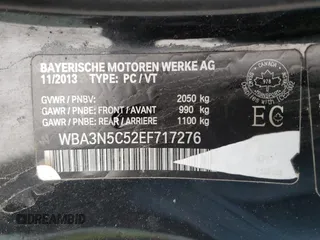 BAYERISCHE MOTOREN WERKE AG
11/2013 TYPE: PC / VT
GVWR / PNBV: 2050 kg
GAWR / PNBE: FRONT / AVANT 990 kg
GAWR / PNBE: REAR / ARRIERE 1100 kg
WBA3N5C52EF717276
CANADA
EC
DREAMBID